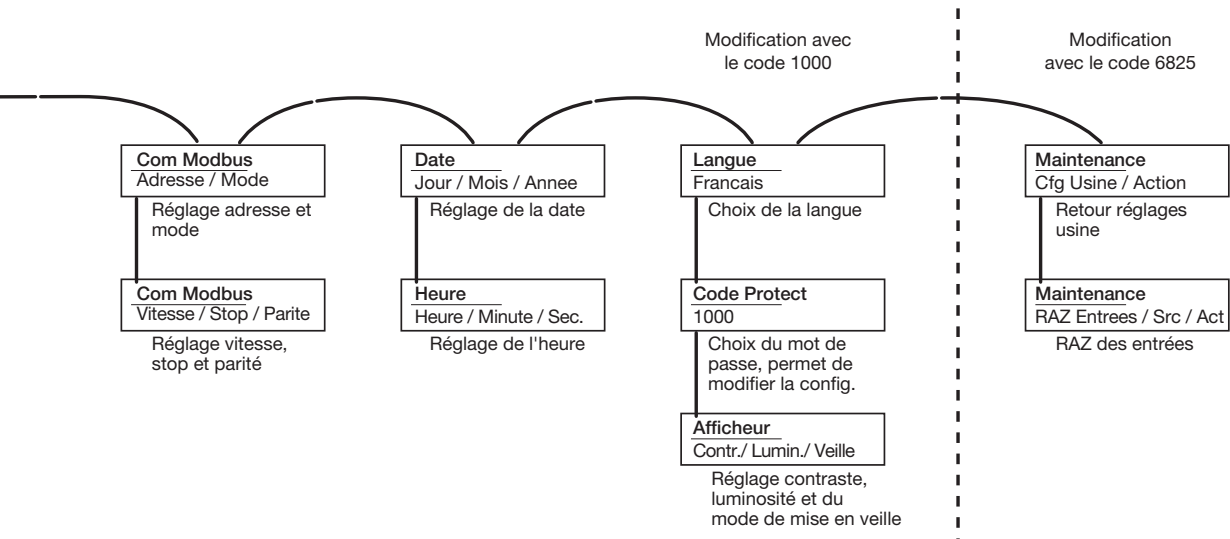 Modification avec
le code 1000
Modification
avec le code 6825
Com Modbus
Adresse / Mode
Réglage adresse et
mode
Com Modbus
Vitesse / Stop / Parite
Réglage vitesse,
stop et parité
Date
Jour / Mois / Annee
Réglage de la date
Heure
Heure / Minute / Sec.
Réglage de l'heure
Langue
Francais
Choix de la langue
Code Protect
1000
Choix du mot de
passe, permet de
modifier la config.
Afficheur
Contr./ Lumin./ Veille
Réglage contraste,
luminosité et du
mode de mise en veille
Maintenance
Cfg Usine / Action
Retour réglages
usine
Maintenance
RAZ Entrees / Src / Act
RAZ des entrées